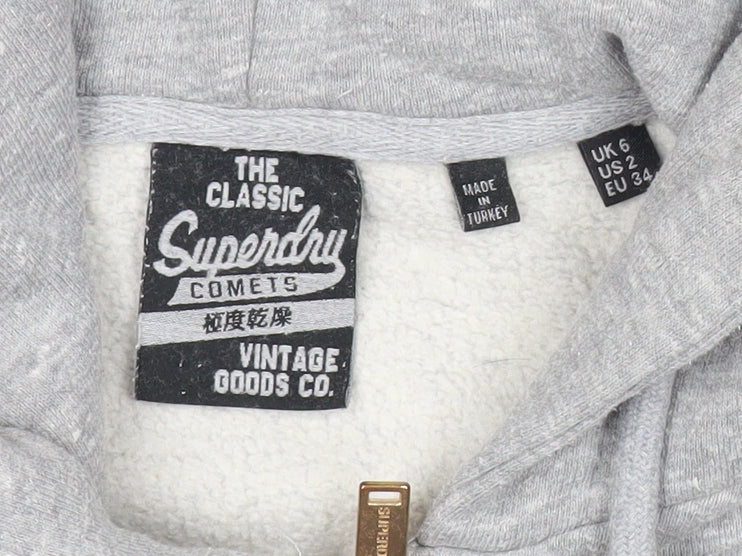 THE
CLASSIC
Superdry
COMETS
極度乾燥
VINTAGE
GOODS CO.
MADE
IN
TURKEY
UK 6
US 2
EU 34
SUPERD